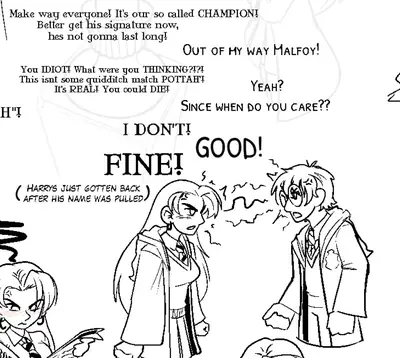 Make way everyone! It's our so called CHAMPION!
Better get his signature now,
hes not gonna last long!
Out of my way Malfoy!
You IDIOT! What were you THINKING?!?!
This isnt some quidditch match POTTAH!
It's REAL! You could DIE!
Yeah?
Since when do you care??
H"!
I DON'T!
GOOD!
FINE!
( Harrys just gotten back
after his name was pulled )